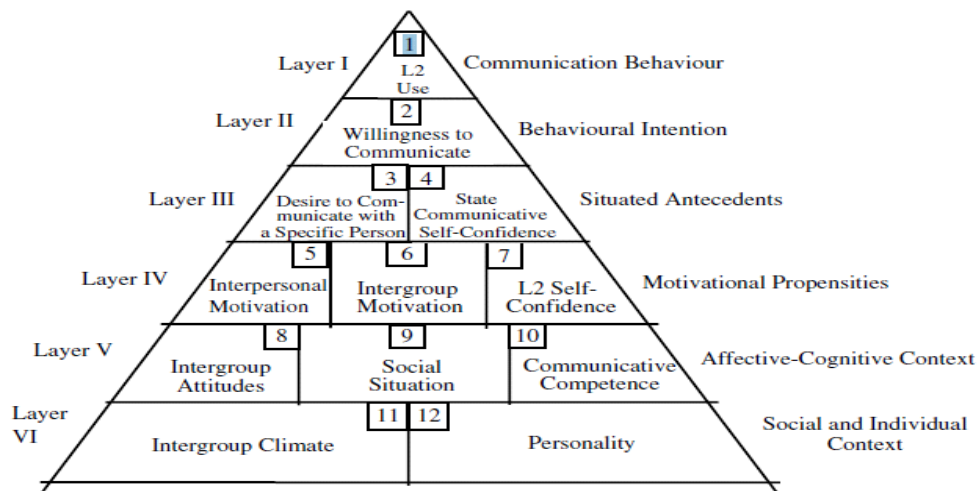 1
Layer I
L2
Use
Communication Behaviour
2
Layer II
Willingness to
Communicate
Behavioural Intention
3
4
Layer III
Desire to Com-
municate with
a Specific Person
State
Communicative
Self-Confidence
Situated Antecedents
5
6
7
Layer IV
Interpersonal
Motivation
Intergroup
Motivation
L2 Self-
Confidence
Motivational Propensities
8
9
10
Layer V
Intergroup
Attitudes
Social
Situation
Communicative
Competence
Affective-Cognitive Context
11
12
Layer
VI
Intergroup Climate
Personality
Social and Individual
Context